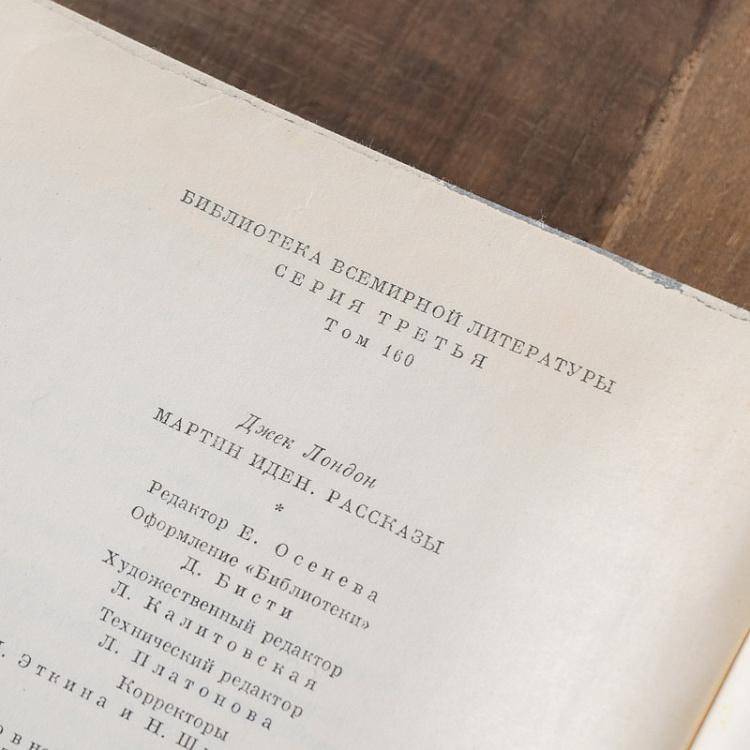 БИБЛИОТЕКА ВСЕМИРНОЙ ЛИТЕРАТУРЫ
СЕРИЯ ТРЕТЬЯ
Том 160
Джек Лондон
МАРТИН ИДЕН. РАССКАЗЫ
*
Редактор Е. Осенева
Оформление «Библиотеки»
Д. Бисти
Художественный редактор
Л. Калитовская
Технический редактор
Л. Платонова
Корректоры
Эткина и Н.